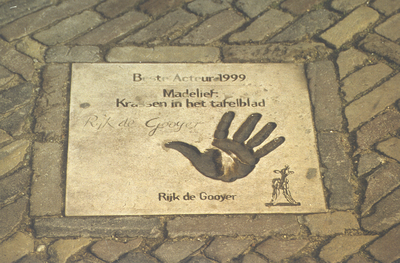 Beste Acteur 1999
Madelief:
Krassen in het tafelblad
Rijk de Gooyer
Rijk de Gooyer